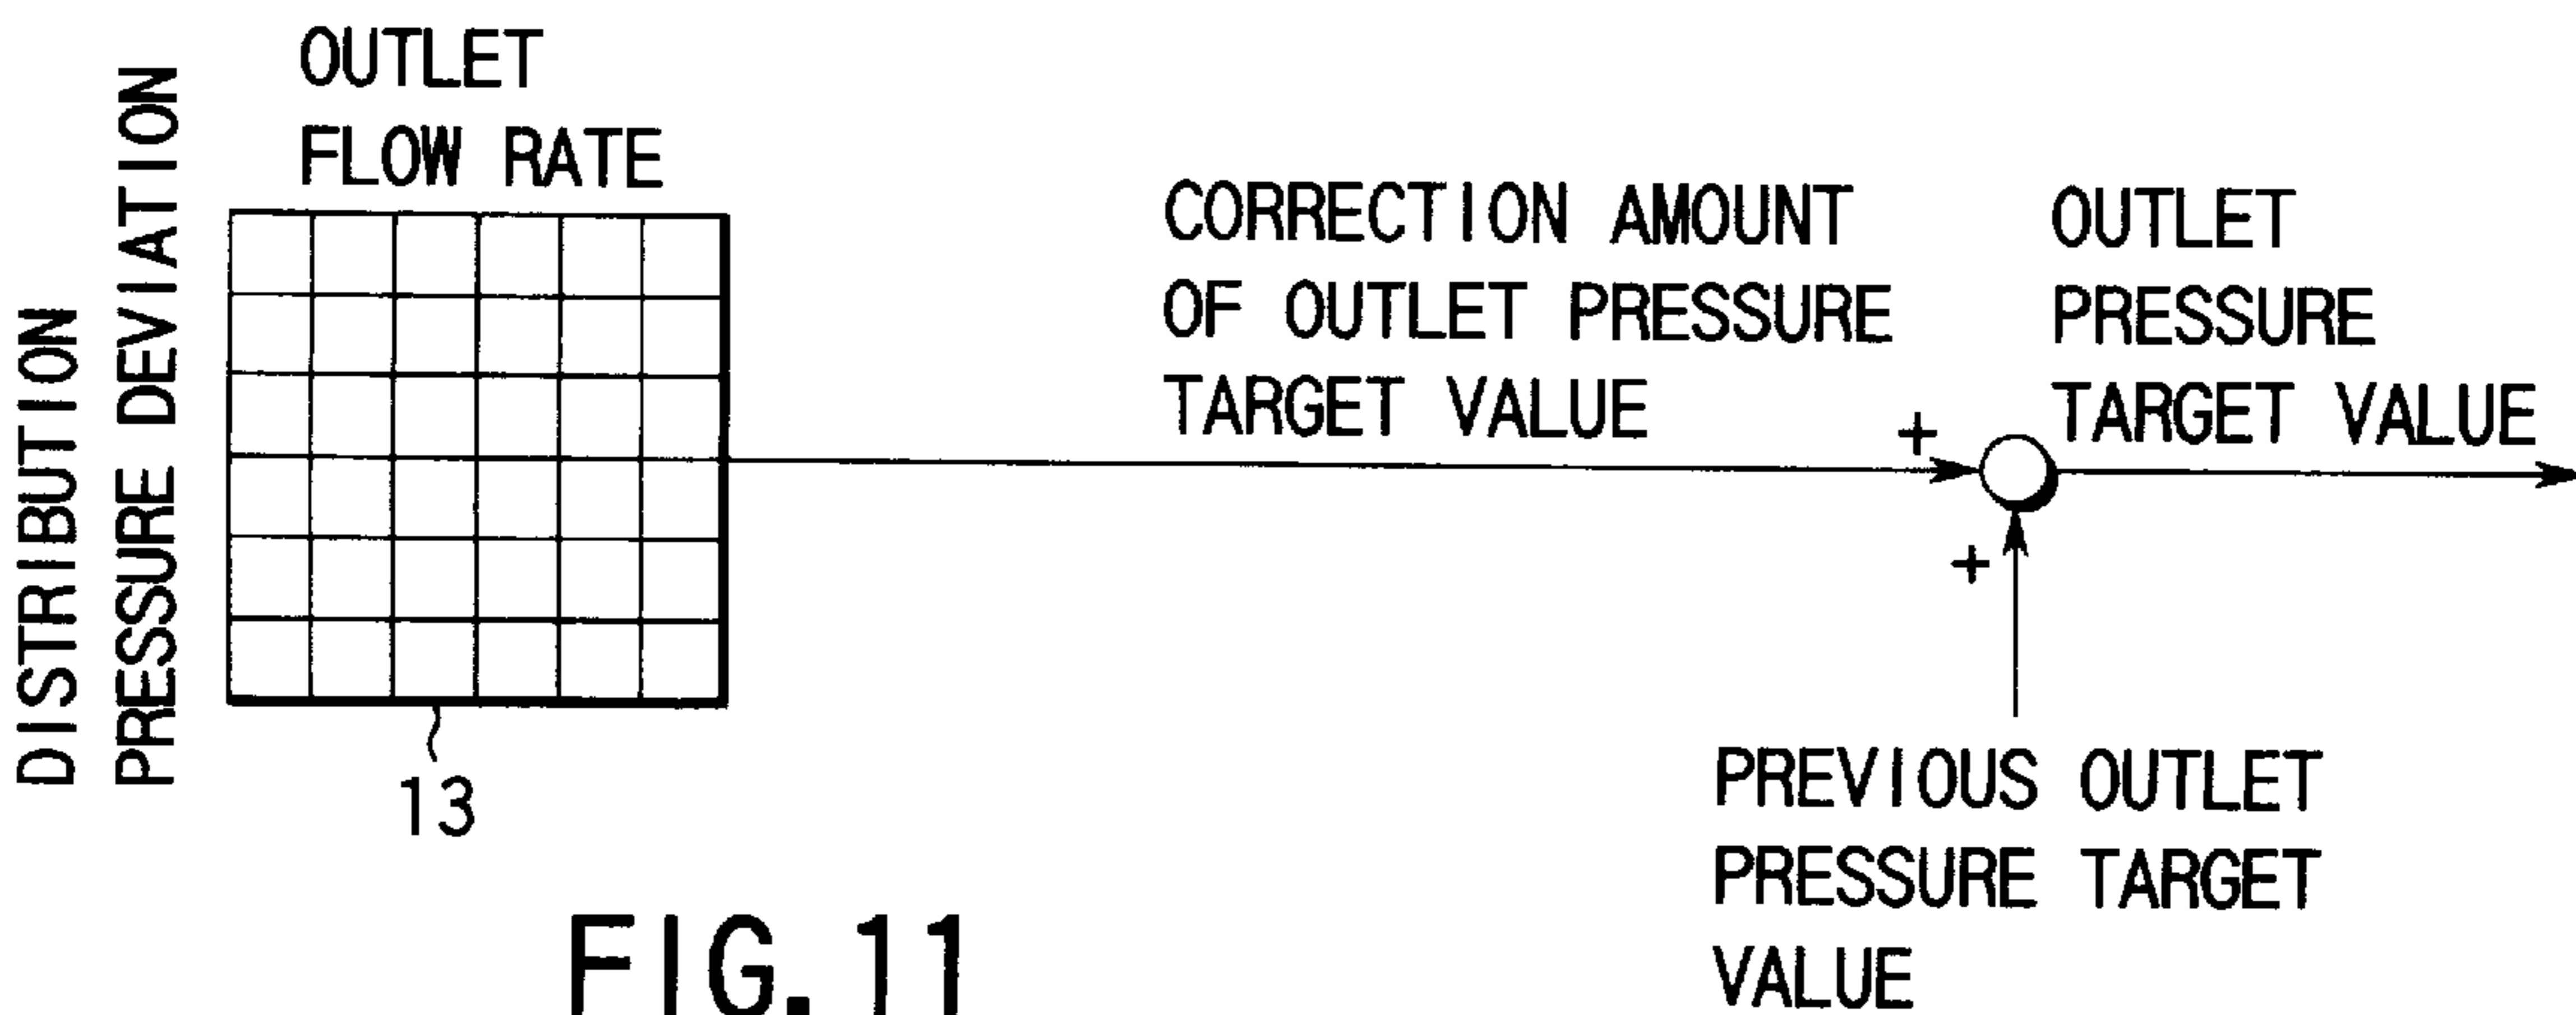 DISTRIBUTION
PRESSURE DEVIATION
OUTLET
FLOW RATE
CORRECTION AMOUNT
OF OUTLET PRESSURE
TARGET VALUE
OUTLET
PRESSURE
TARGET VALUE
+
+
13
PREVIOUS OUTLET
PRESSURE TARGET
VALUE
FIG. 11